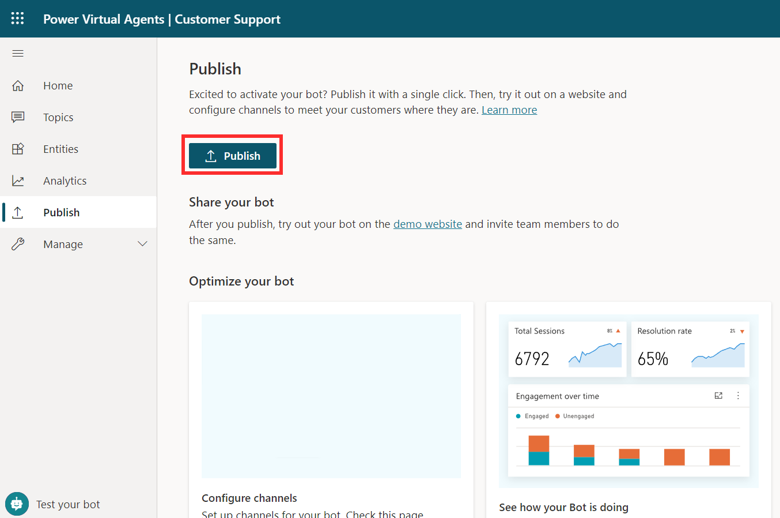 Power Virtual Agents | Customer Support
Home
Topics
Entities
Analytics
Publish
Manage
Test your bot
Publish
Excited to activate your bot? Publish it with a single click. Then, try it out on a website and
configure channels to meet your customers where they are. Learn more
Publish
Share your bot
After you publish, try out your bot on the demo website and invite team members to do
the same.
Optimize your bot
Configure channels
Set up channels for your bot. Check this page
Total Sessions
6792
Resolution rate
65%
Engagement over time
Engaged Unengaged
See how your Bot is doing